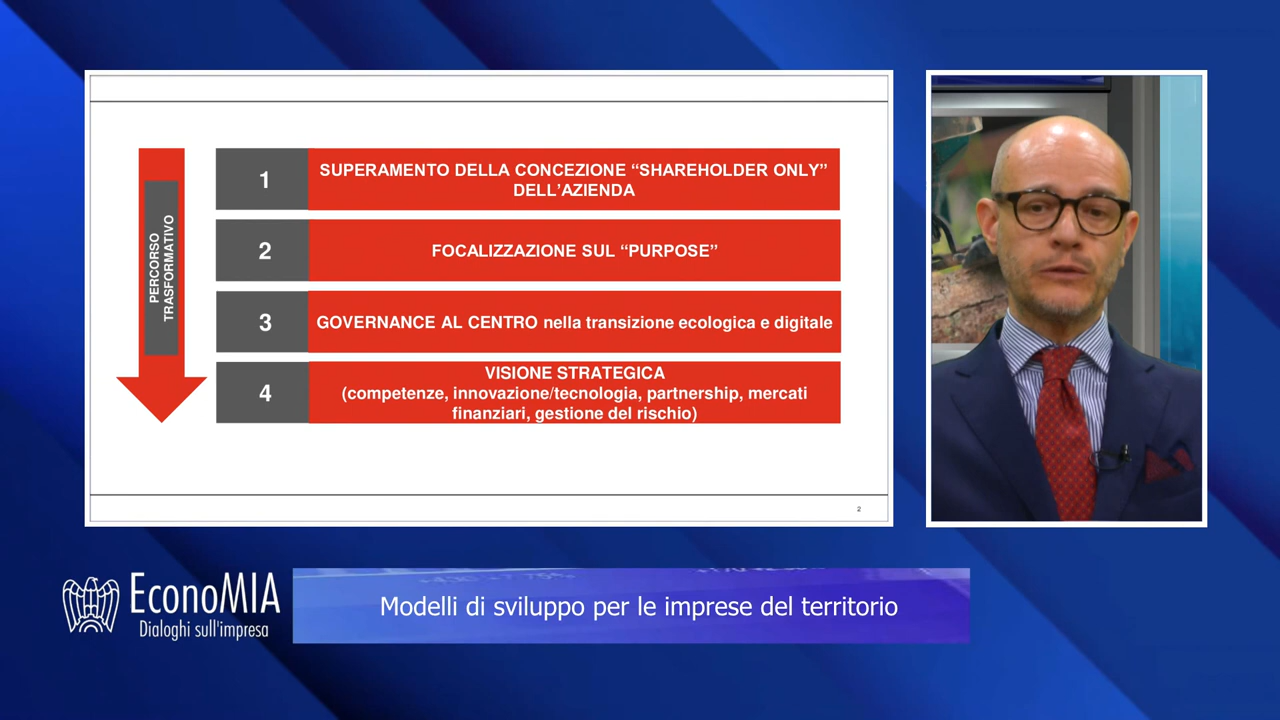 PERCORSO
TRASFORMATIVO
1
SUPERAMENTO DELLA CONCEZIONE “SHAREHOLDER ONLY”
DELL’AZIENDA
2
FOCALIZZAZIONE SUL “PURPOSE”
3
GOVERNANCE AL CENTRO nella transizione ecologica e digitale
4
VISIONE STRATEGICA
(competenze, innovazione/tecnologia, partnership, mercati
finanziari, gestione del rischio)
2
EconoMIA
Dialoghi sull'impresa
Modelli di sviluppo per le imprese del territorio